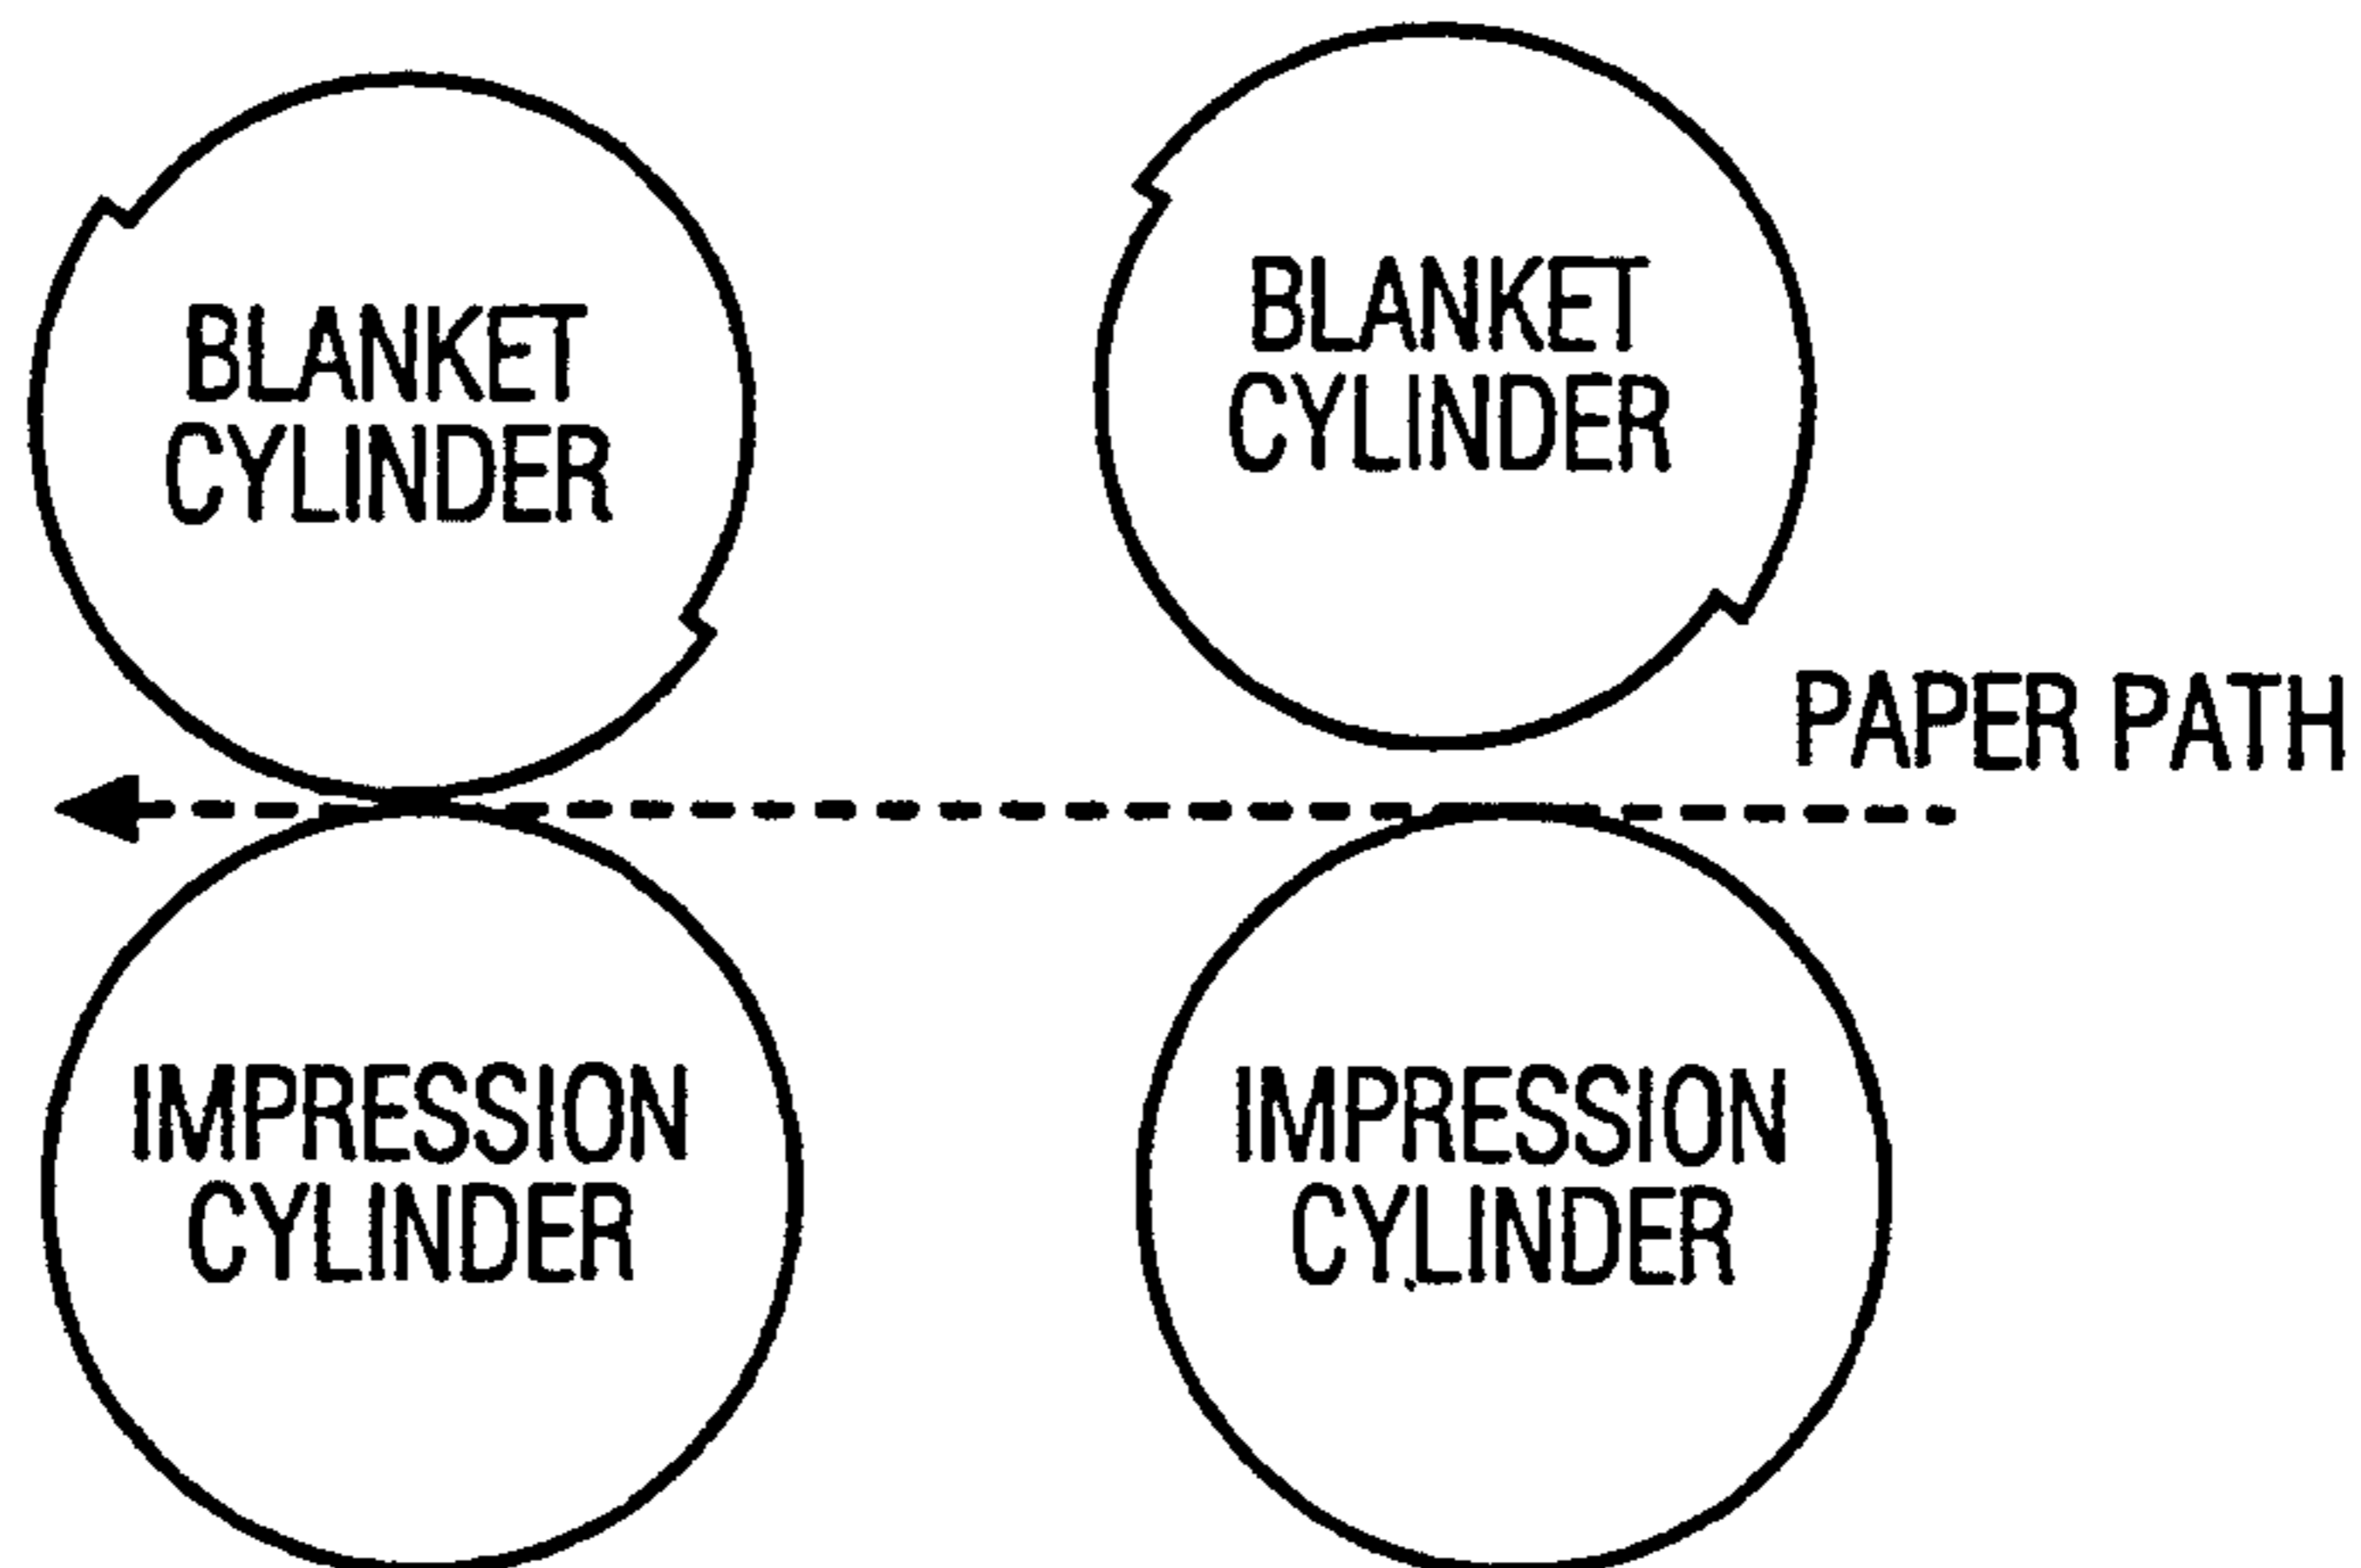 BLANKET
CYLINDER
BLANKET
CYLINDER
PAPER PATH
IMPRESSION
CYLINDER
IMPRESSION
CYLINDER